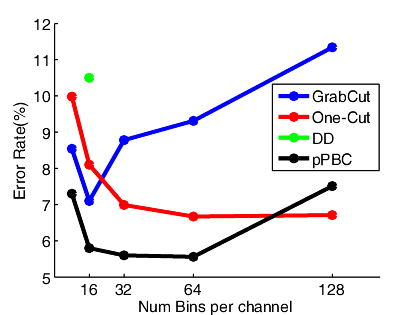 12
11
10
9
8
7
6
5
Error Rate(%)
GrabCut
One-Cut
DD
pPBC
16 32 64 128
Num Bins per channel